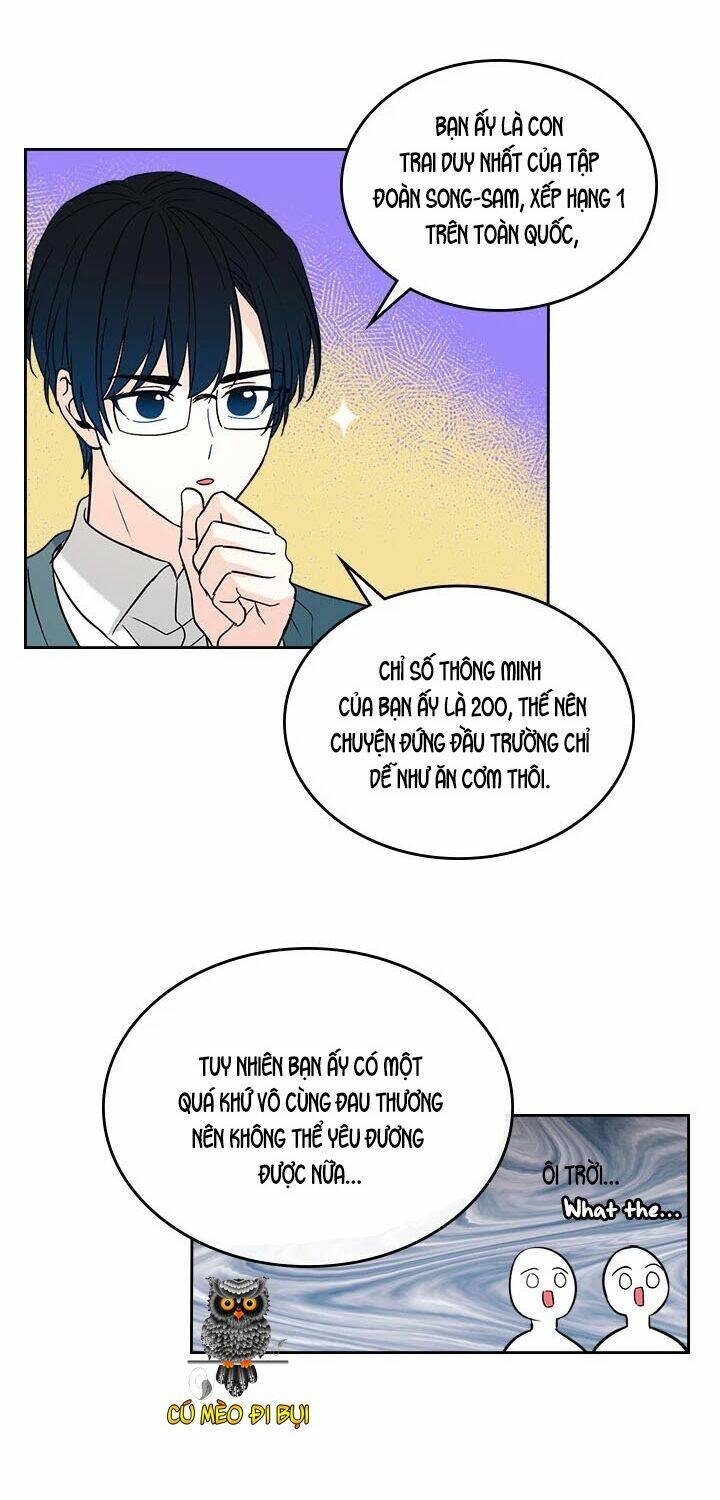 BẠN ẤY LÀ CON
TRAI DUY NHẤT CỦA TẬP
ĐOÀN SONG-SAM, XẾP HẠNG 1
TRÊN TOÀN QUỐC,
CHỈ SỐ THÔNG MINH
CỦA BẠN ẤY LÀ 200, THẾ NÊN
CHUYỆN ĐỨNG ĐẦU TRƯỜNG CHỈ
DỄ NHƯ ĂN CƠM THÔI.
TUY NHIÊN BẠN ẤY CÓ MỘT
QUÁ KHỨ VÔ CÙNG ĐAU THƯƠNG
NÊN KHÔNG THỂ YÊU ĐƯƠNG
ĐƯỢC NỮA...
ÔI TRỜI...
What the...
CÚ MÈO ĐI BỤI